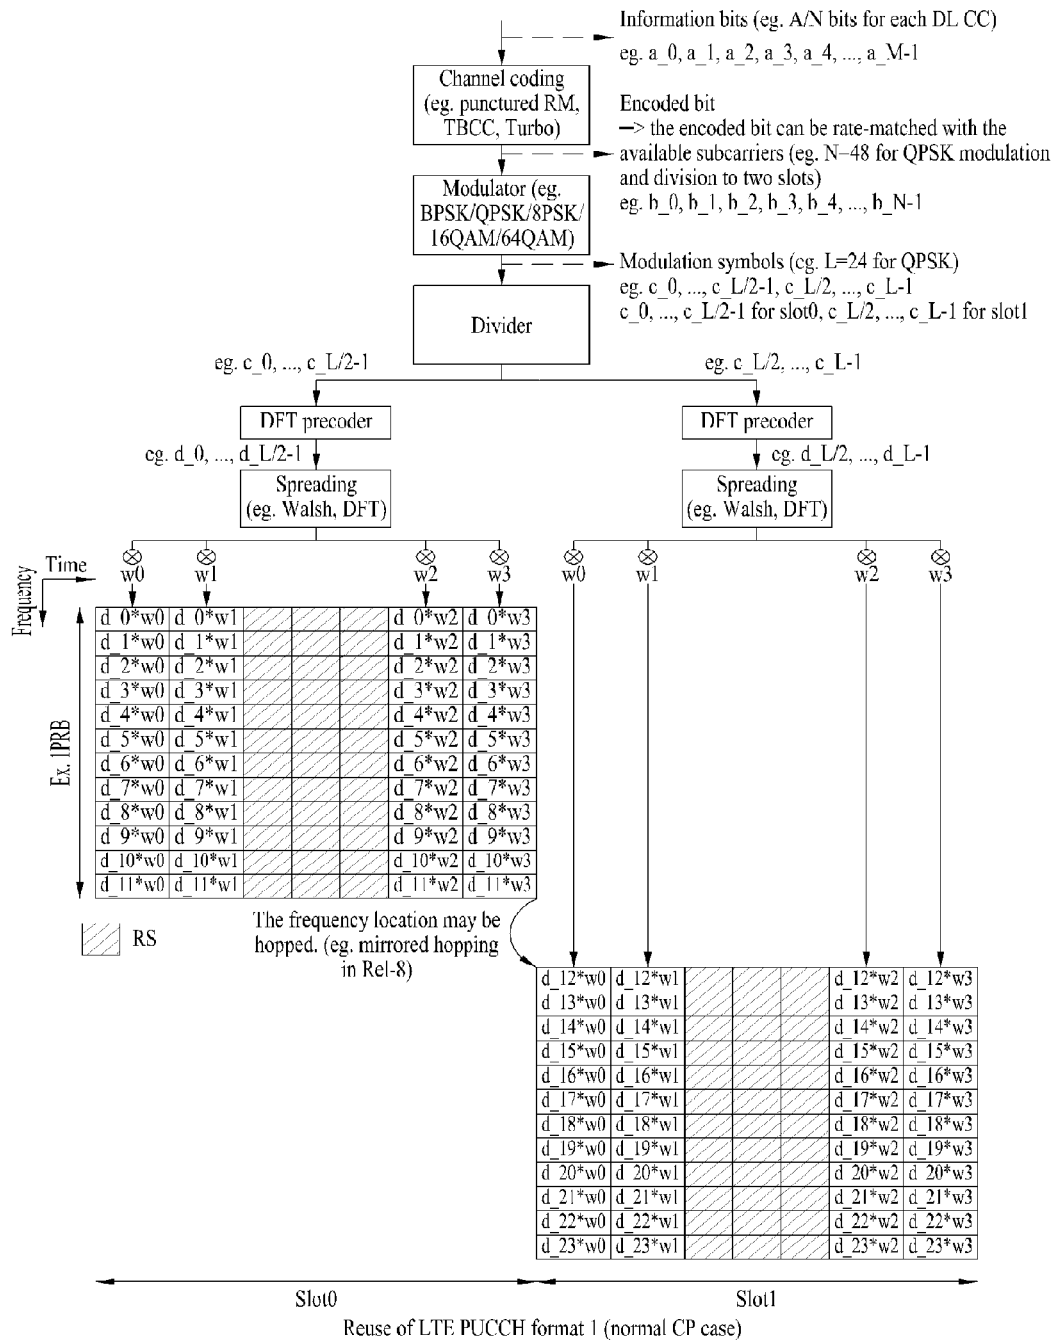 Information bits (eg. A/N bits for each DL CC)
eg. a_0, a_1, a_2, a_3, a_4, ..., a_M-1
Channel coding
(eg. punctured RM,
TBCC, Turbo)
Encoded bit
–> the encoded bit can be rate-matched with the
available subcarriers (eg. N–48 for QPSK modulation
and division to two slots)
eg. b_0, b_1, b_2, b_3, b_4, ..., b_N-1
Modulator (eg.
BPSK/QPSK/8PSK/
16QAM/64QAM)
Modulation symbols (eg. L=24 for QPSK)
eg. c_0, ..., c_L/2-1, c_L/2, ..., c_L-1
c_0, ..., c_L/2-1 for slot0, c_L/2, ..., c_L-1 for slot1
Divider
eg. c_0, ..., c_L/2-1
eg. c_L/2, ..., c_L-1
DFT precoder
DFT precoder
eg. d_0, ..., d_L/2-1
eg. d_L/2, ..., d_L-1
Spreading
(eg. Walsh, DFT)
Spreading
(eg. Walsh, DFT)
Time
Frequency
w0 w1 w2 w3 w0 w1 w2 w3
Ex. 1PRB
d_0*w0 d_0*w1 d_0*w2 d_0*w3
d_1*w0 d_1*w1 d_1*w2 d_1*w3
d_2*w0 d_2*w1 d_2*w2 d_2*w3
d_3*w0 d_3*w1 d_3*w2 d_3*w3
d_4*w0 d_4*w1 d_4*w2 d_4*w3
d_5*w0 d_5*w1 d_5*w2 d_5*w3
d_6*w0 d_6*w1 d_6*w2 d_6*w3
d_7*w0 d_7*w1 d_7*w2 d_7*w3
d_8*w0 d_8*w1 d_8*w2 d_8*w3
d_9*w0 d_9*w1 d_9*w2 d_9*w3
d_10*w0 d_10*w1 d_10*w2 d_10*w3
d_11*w0 d_11*w1 d_11*w2 d_11*w3
RS
The frequency location may be
hopped. (eg. mirrored hopping
in Rel-8)
d_12*w0 d_12*w1 d_12*w2 d_12*w3
d_13*w0 d_13*w1 d_13*w2 d_13*w3
d_14*w0 d_14*w1 d_14*w2 d_14*w3
d_15*w0 d_15*w1 d_15*w2 d_15*w3
d_16*w0 d_16*w1 d_16*w2 d_16*w3
d_17*w0 d_17*w1 d_17*w2 d_17*w3
d_18*w0 d_18*w1 d_18*w2 d_18*w3
d_19*w0 d_19*w1 d_19*w2 d_19*w3
d_20*w0 d_20*w1 d_20*w2 d_20*w3
d_21*w0 d_21*w1 d_21*w2 d_21*w3
d_22*w0 d_22*w1 d_22*w2 d_22*w3
d_23*w0 d_23*w1 d_23*w2 d_23*w3
Slot0
Slot1
Reuse of LTE PUCCH format 1 (normal CP case)